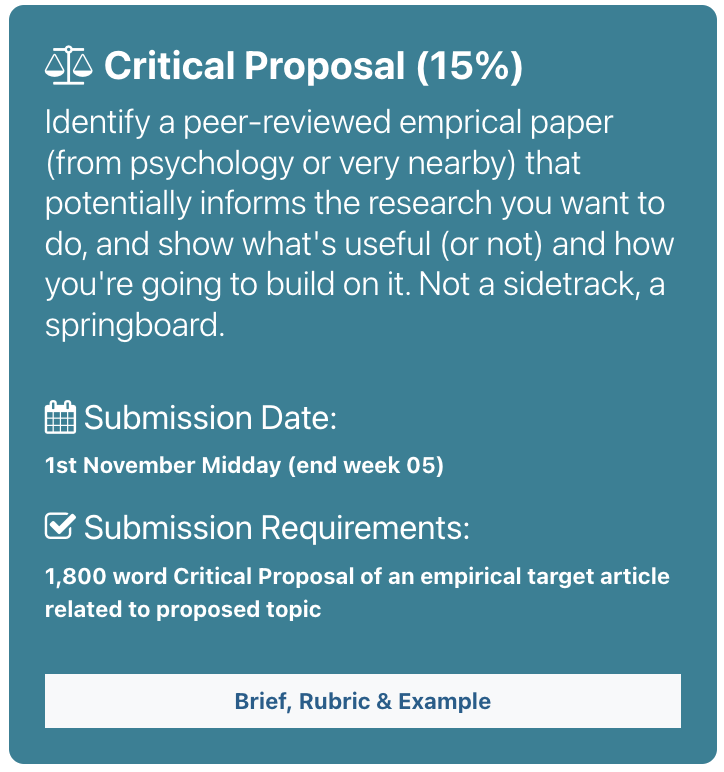 Critical Proposal (15%)
Identify a peer-reviewed emprical paper
(from psychology or very nearby) that
potentially informs the research you want to
do, and show what's useful (or not) and how
you're going to build on it. Not a sidetrack, a
springboard.
Submission Date:
1st November Midday (end week 05)
Submission Requirements:
1,800 word Critical Proposal of an empirical target article
related to proposed topic
Brief, Rubric & Example